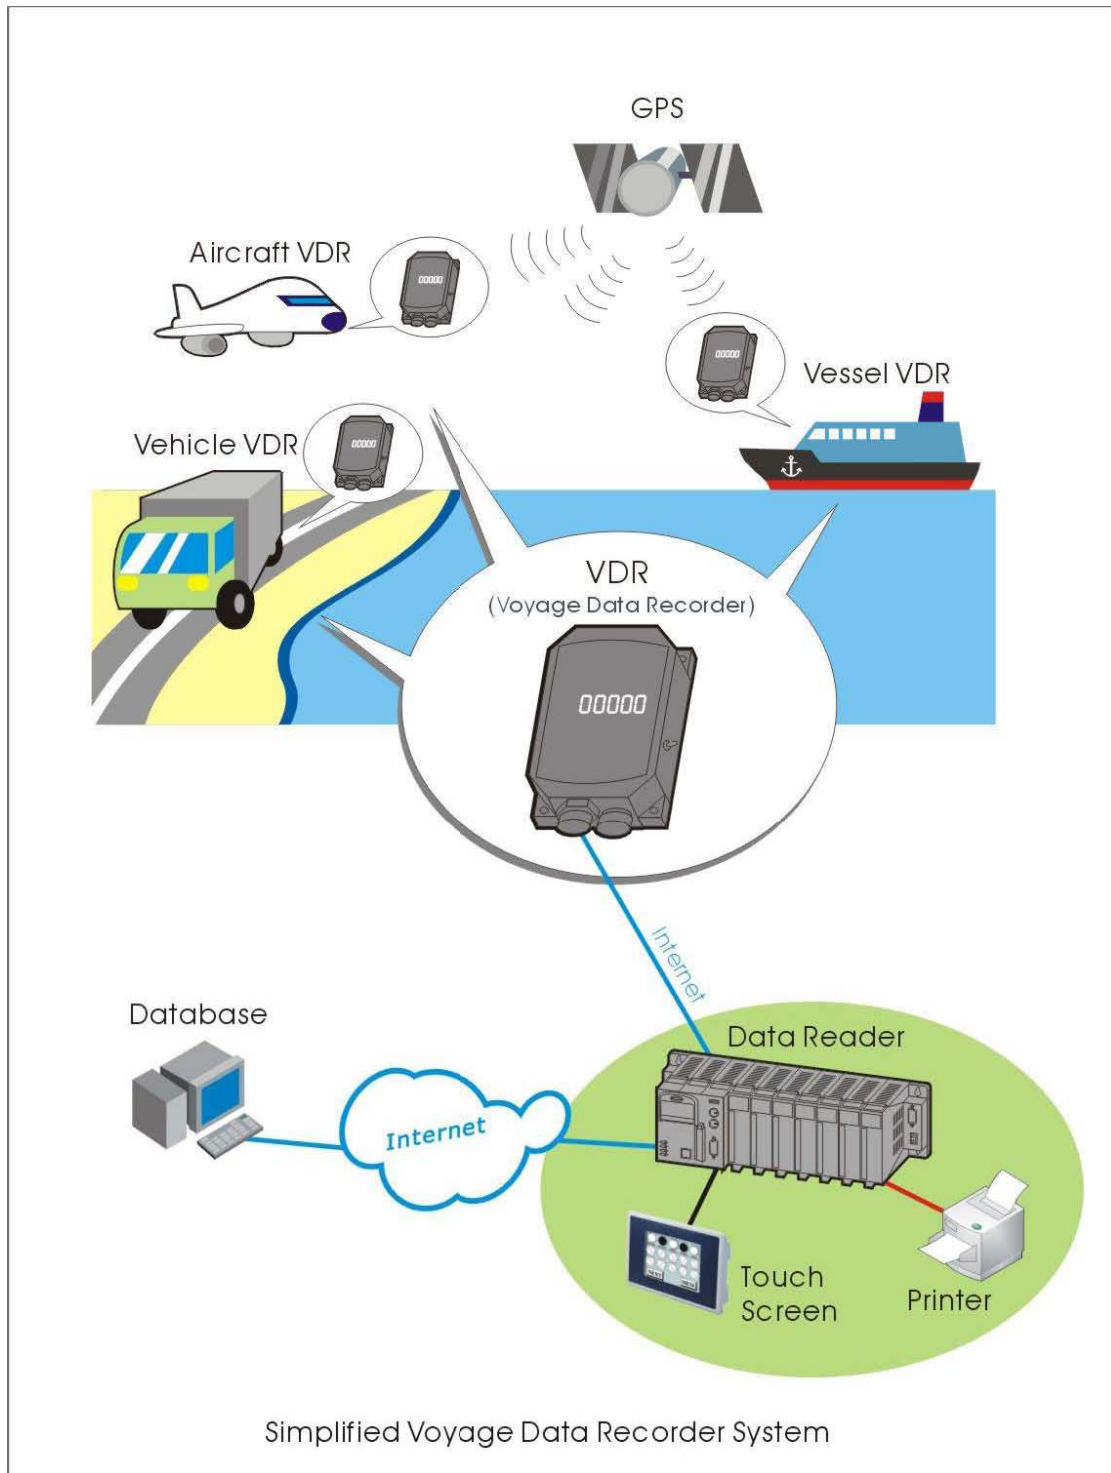 GPS
Aircraft VDR
00000
00000
Vessel VDR
Vehicle VDR
00000
VDR
(Voyage Data Recorder)
00000
Internet
Database
Data Reader
Internet
Touch
Screen
Printer
Simplified Voyage Data Recorder System